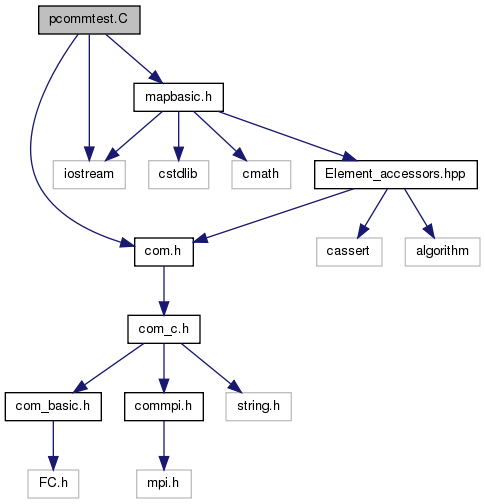 pcommtest.C
mapbasic.h
iostream
cstdlib
cmath
Element_accessors.hpp
com.h
cassert
algorithm
com_c.h
com_basic.h
commpi.h
string.h
FC.h
mpi.h